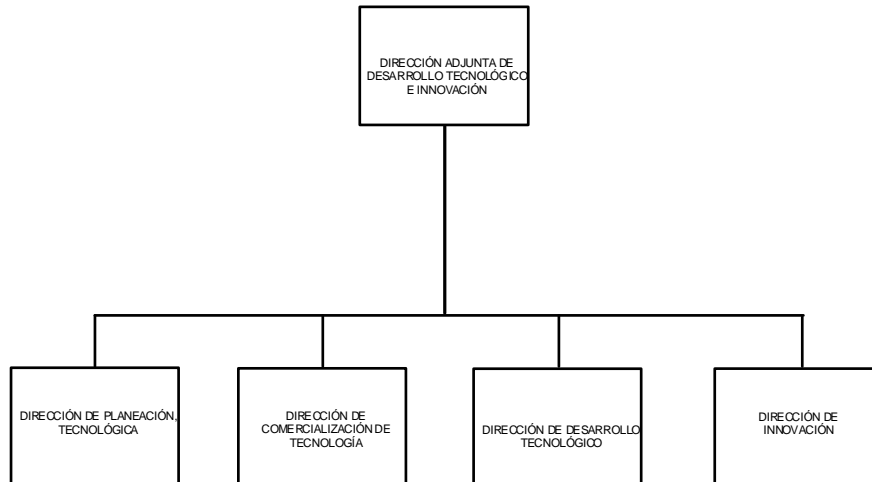 DIRECCIÓN ADJUNTA DE
DESARROLLO TECNOLÓGICO
E INNOVACIÓN
DIRECCIÓN DE PLANEACIÓN,
TECNOLÓGICA
DIRECCIÓN DE
COMERCIALIZACIÓN DE
TECNOLOGÍA
DIRECCIÓN DE DESARROLLO
TECNOLÓGICO
DIRECCIÓN DE
INNOVACIÓN